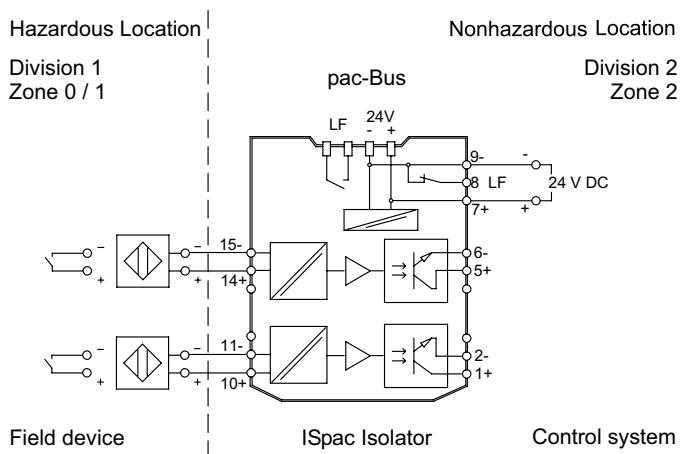 Hazardous Location
Nonhazardous Location
Division 1
Zone 0 / 1
pac-Bus
Division 2
Zone 2
LF
24V
- +
9-
-
8 LF
24 V DC
7+
+
– – 15-
+ + 14+
6-
5+
– – 11-
+ + 10+
2-
1+
Field device
ISpac Isolator
Control system